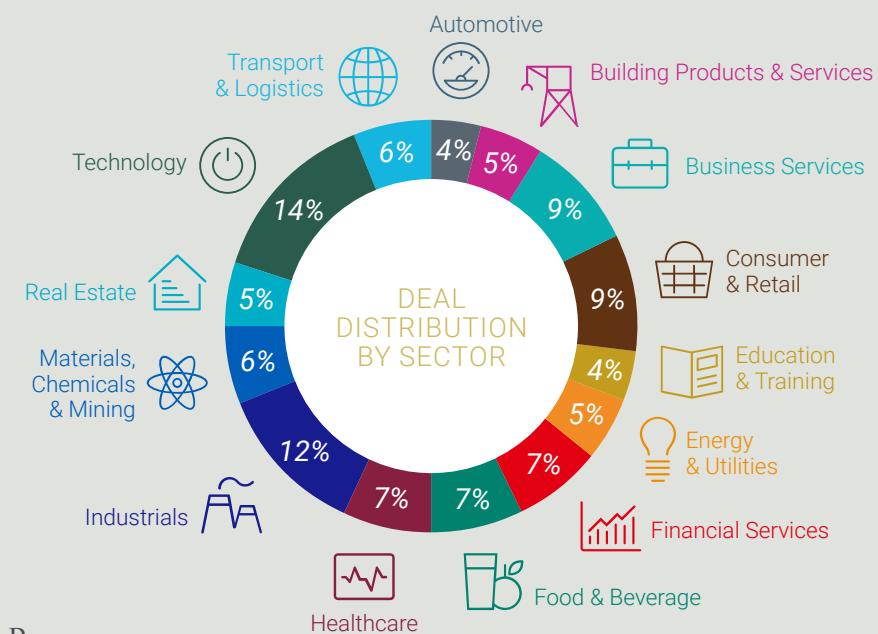 Automotive
4%
Building Products & Services
5%
Business Services
9%
Consumer
& Retail
9%
Education
& Training
4%
Energy
& Utilities
5%
Financial Services
7%
Food & Beverage
7%
Healthcare
7%
Industrials
12%
Materials,
Chemicals
& Mining
6%
Real Estate
5%
Technology
14%
Transport
& Logistics
6%
DEAL
DISTRIBUTION
BY SECTOR